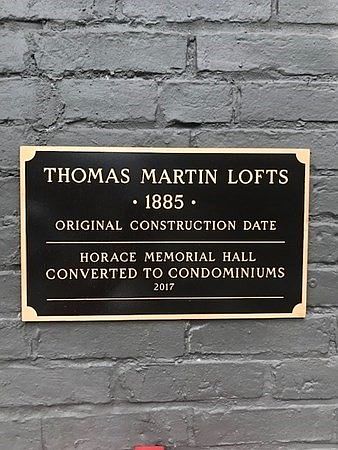 THOMAS MARTIN LOFTS
· 1885 ·
ORIGINAL CONSTRUCTION DATE
HORACE MEMORIAL HALL
CONVERTED TO CONDOMINIUMS
2017